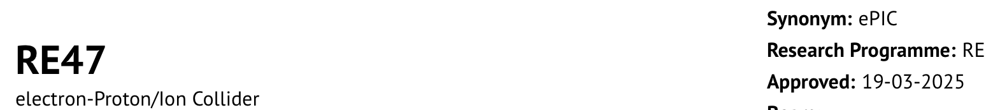 RE47
electron-Proton/Ion Collider
Synonym: ePIC
Research Programme: RE
Approved: 19-03-2025